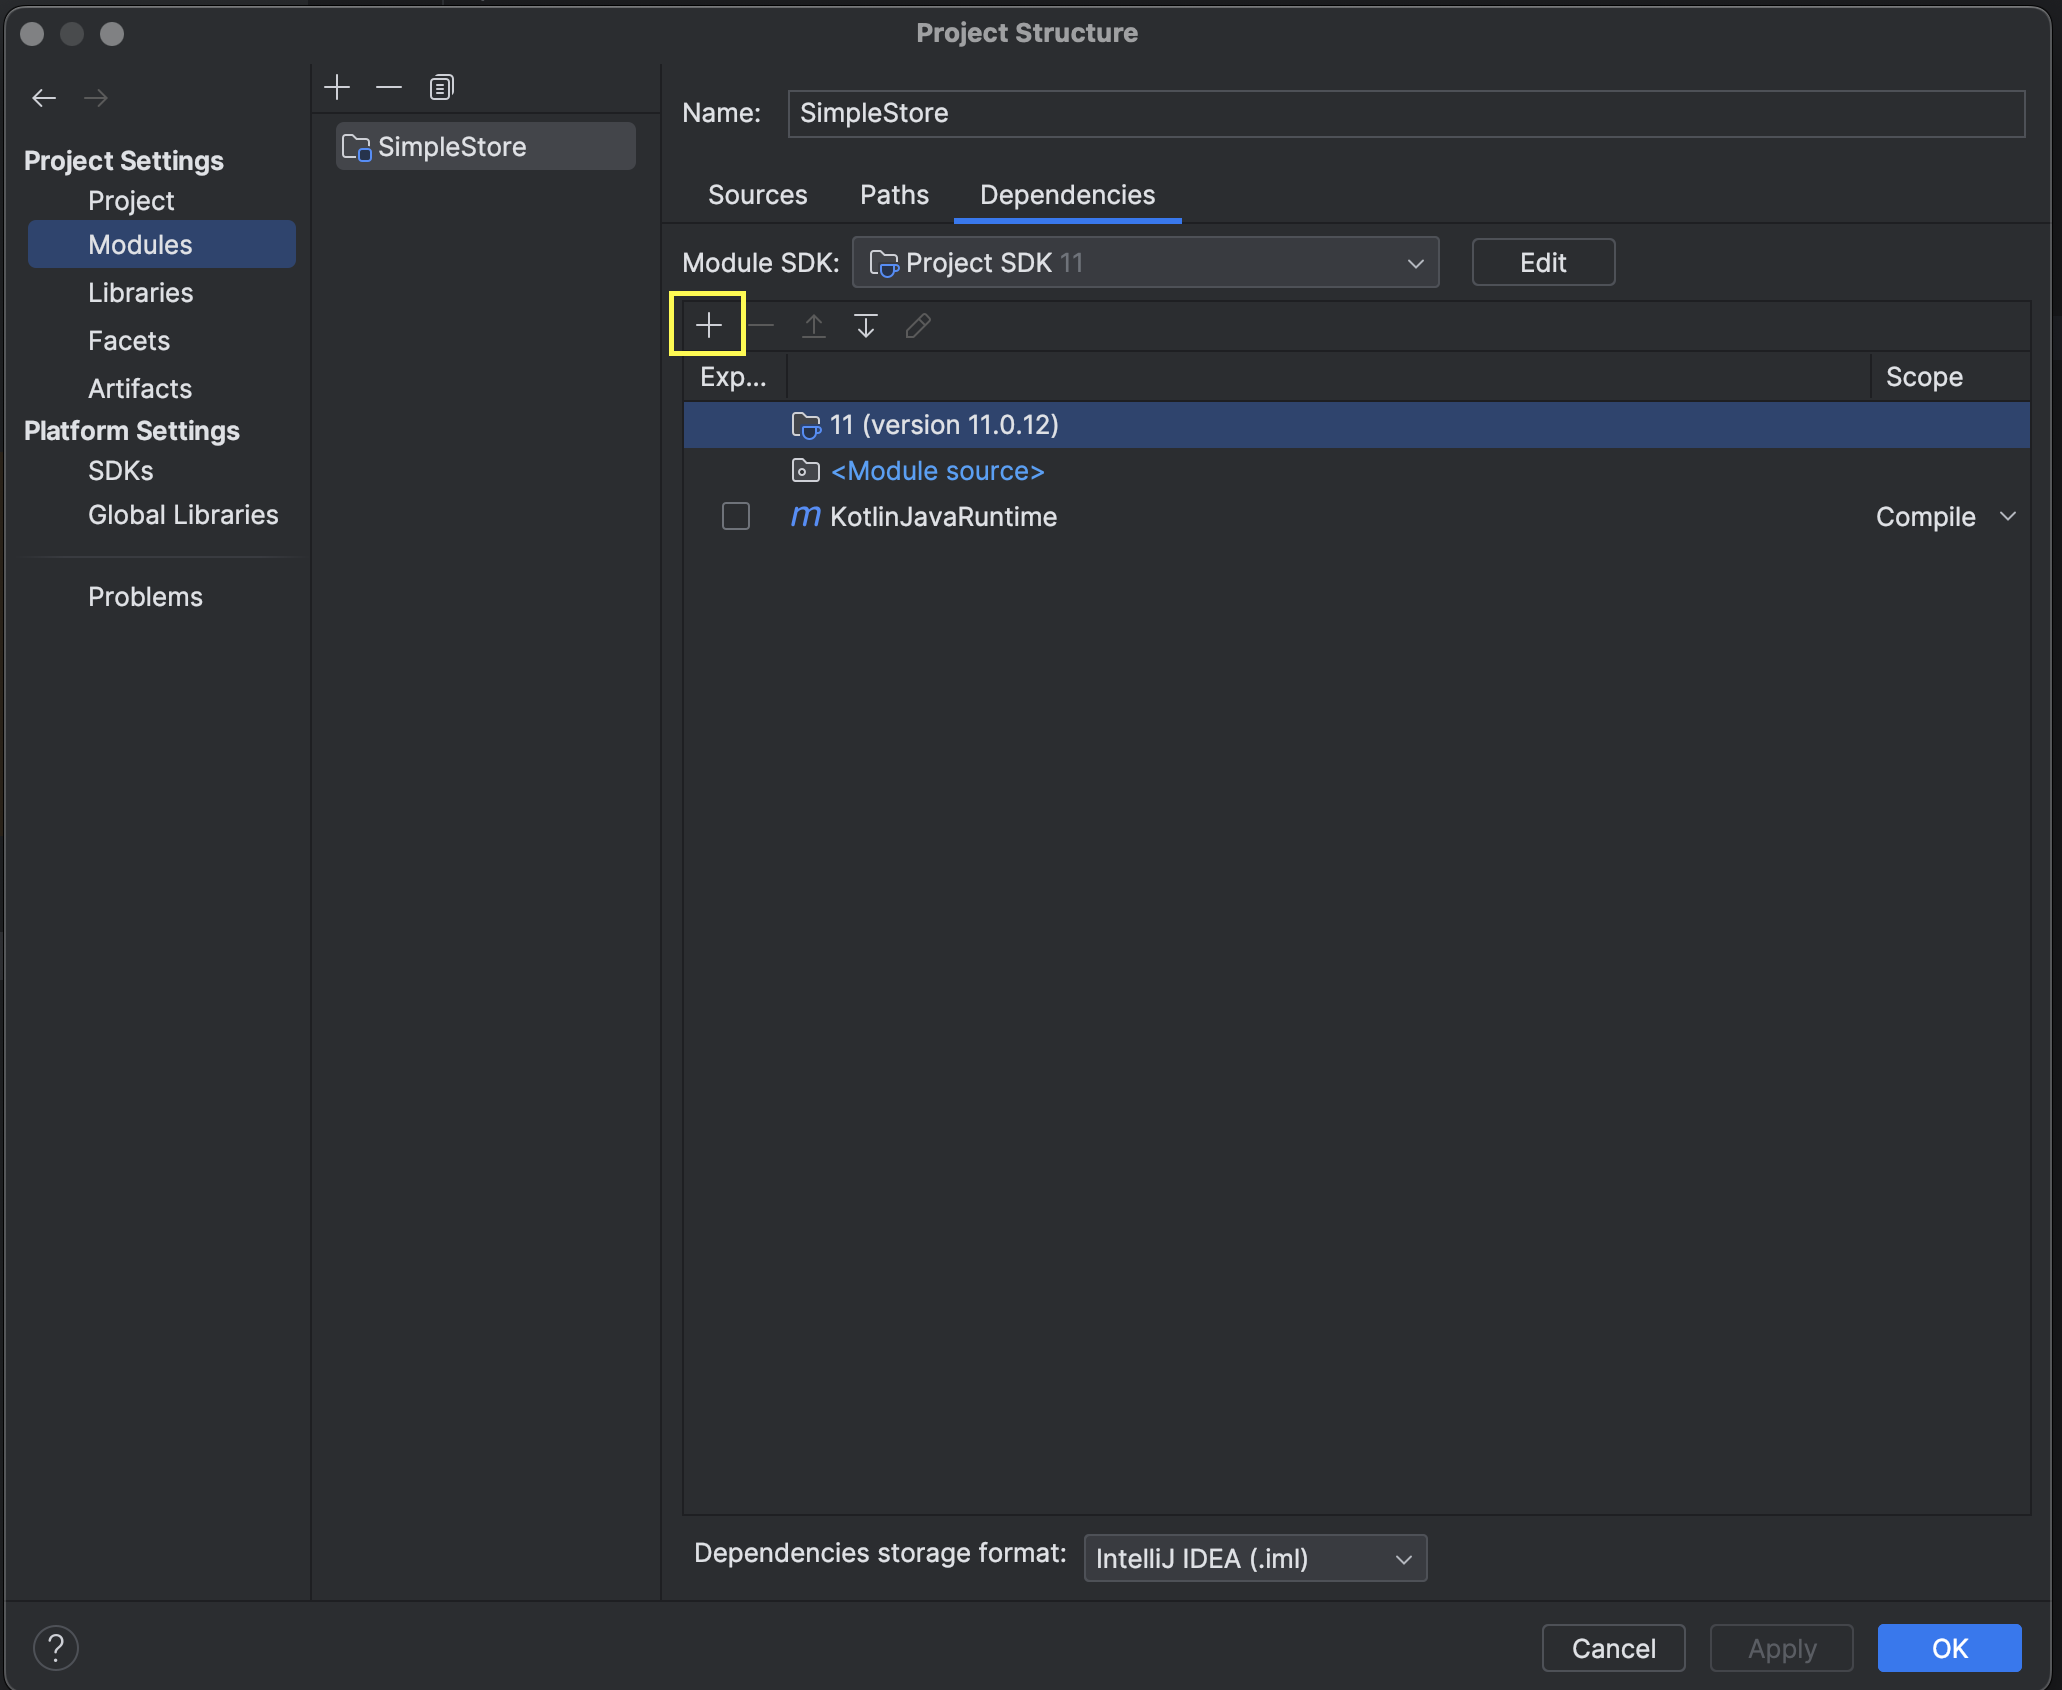 Project Structure
Project Settings
Project
Modules
Libraries
Facets
Artifacts
Platform Settings
SDKs
Global Libraries
Problems
SimpleStore
Name: SimpleStore
Sources Paths Dependencies
Module SDK: Project SDK 11 Edit
Exp... Scope
11 (version 11.0.12)
<Module source>
m KotlinJavaRuntime Compile
Dependencies storage format: IntelliJ IDEA (.iml)
? Cancel Apply OK